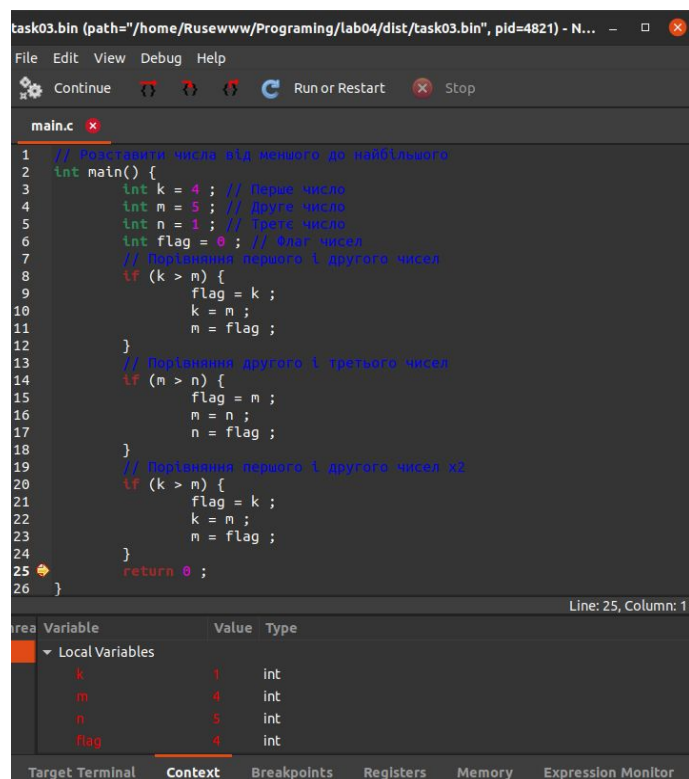 task03.bin (path="/home/Rusewww/Programing/lab04/dist/task03.bin", pid=4821) - N...
File Edit View Debug Help
Continue Run or Restart Stop
main.c
1 // Розставити числа від меншого до найбільшого
2 int main() {
3 int k = 4 ; // Перше число
4 int m = 5 ; // Друге число
5 int n = 1 ; // Третє число
6 int flag = 0 ; // Флаг чисел
7 // Порівняння першого і другого чисел
8 if (k > m) {
9 flag = k ;
10 k = m ;
11 m = flag ;
12 }
13 // Порівняння другого і третього чисел
14 if (m > n) {
15 flag = m ;
16 m = n ;
17 n = flag ;
18 }
19 // Порівняння першого і другого чисел x2
20 if (k > m) {
21 flag = k ;
22 k = m ;
23 m = flag ;
24 }
25 return 0 ;
26 }
Line: 25, Column: 1
Variable Value Type
Local Variables
k 1 int
m 4 int
n 5 int
flag 4 int
Target Terminal Context Breakpoints Registers Memory Expression Monitor